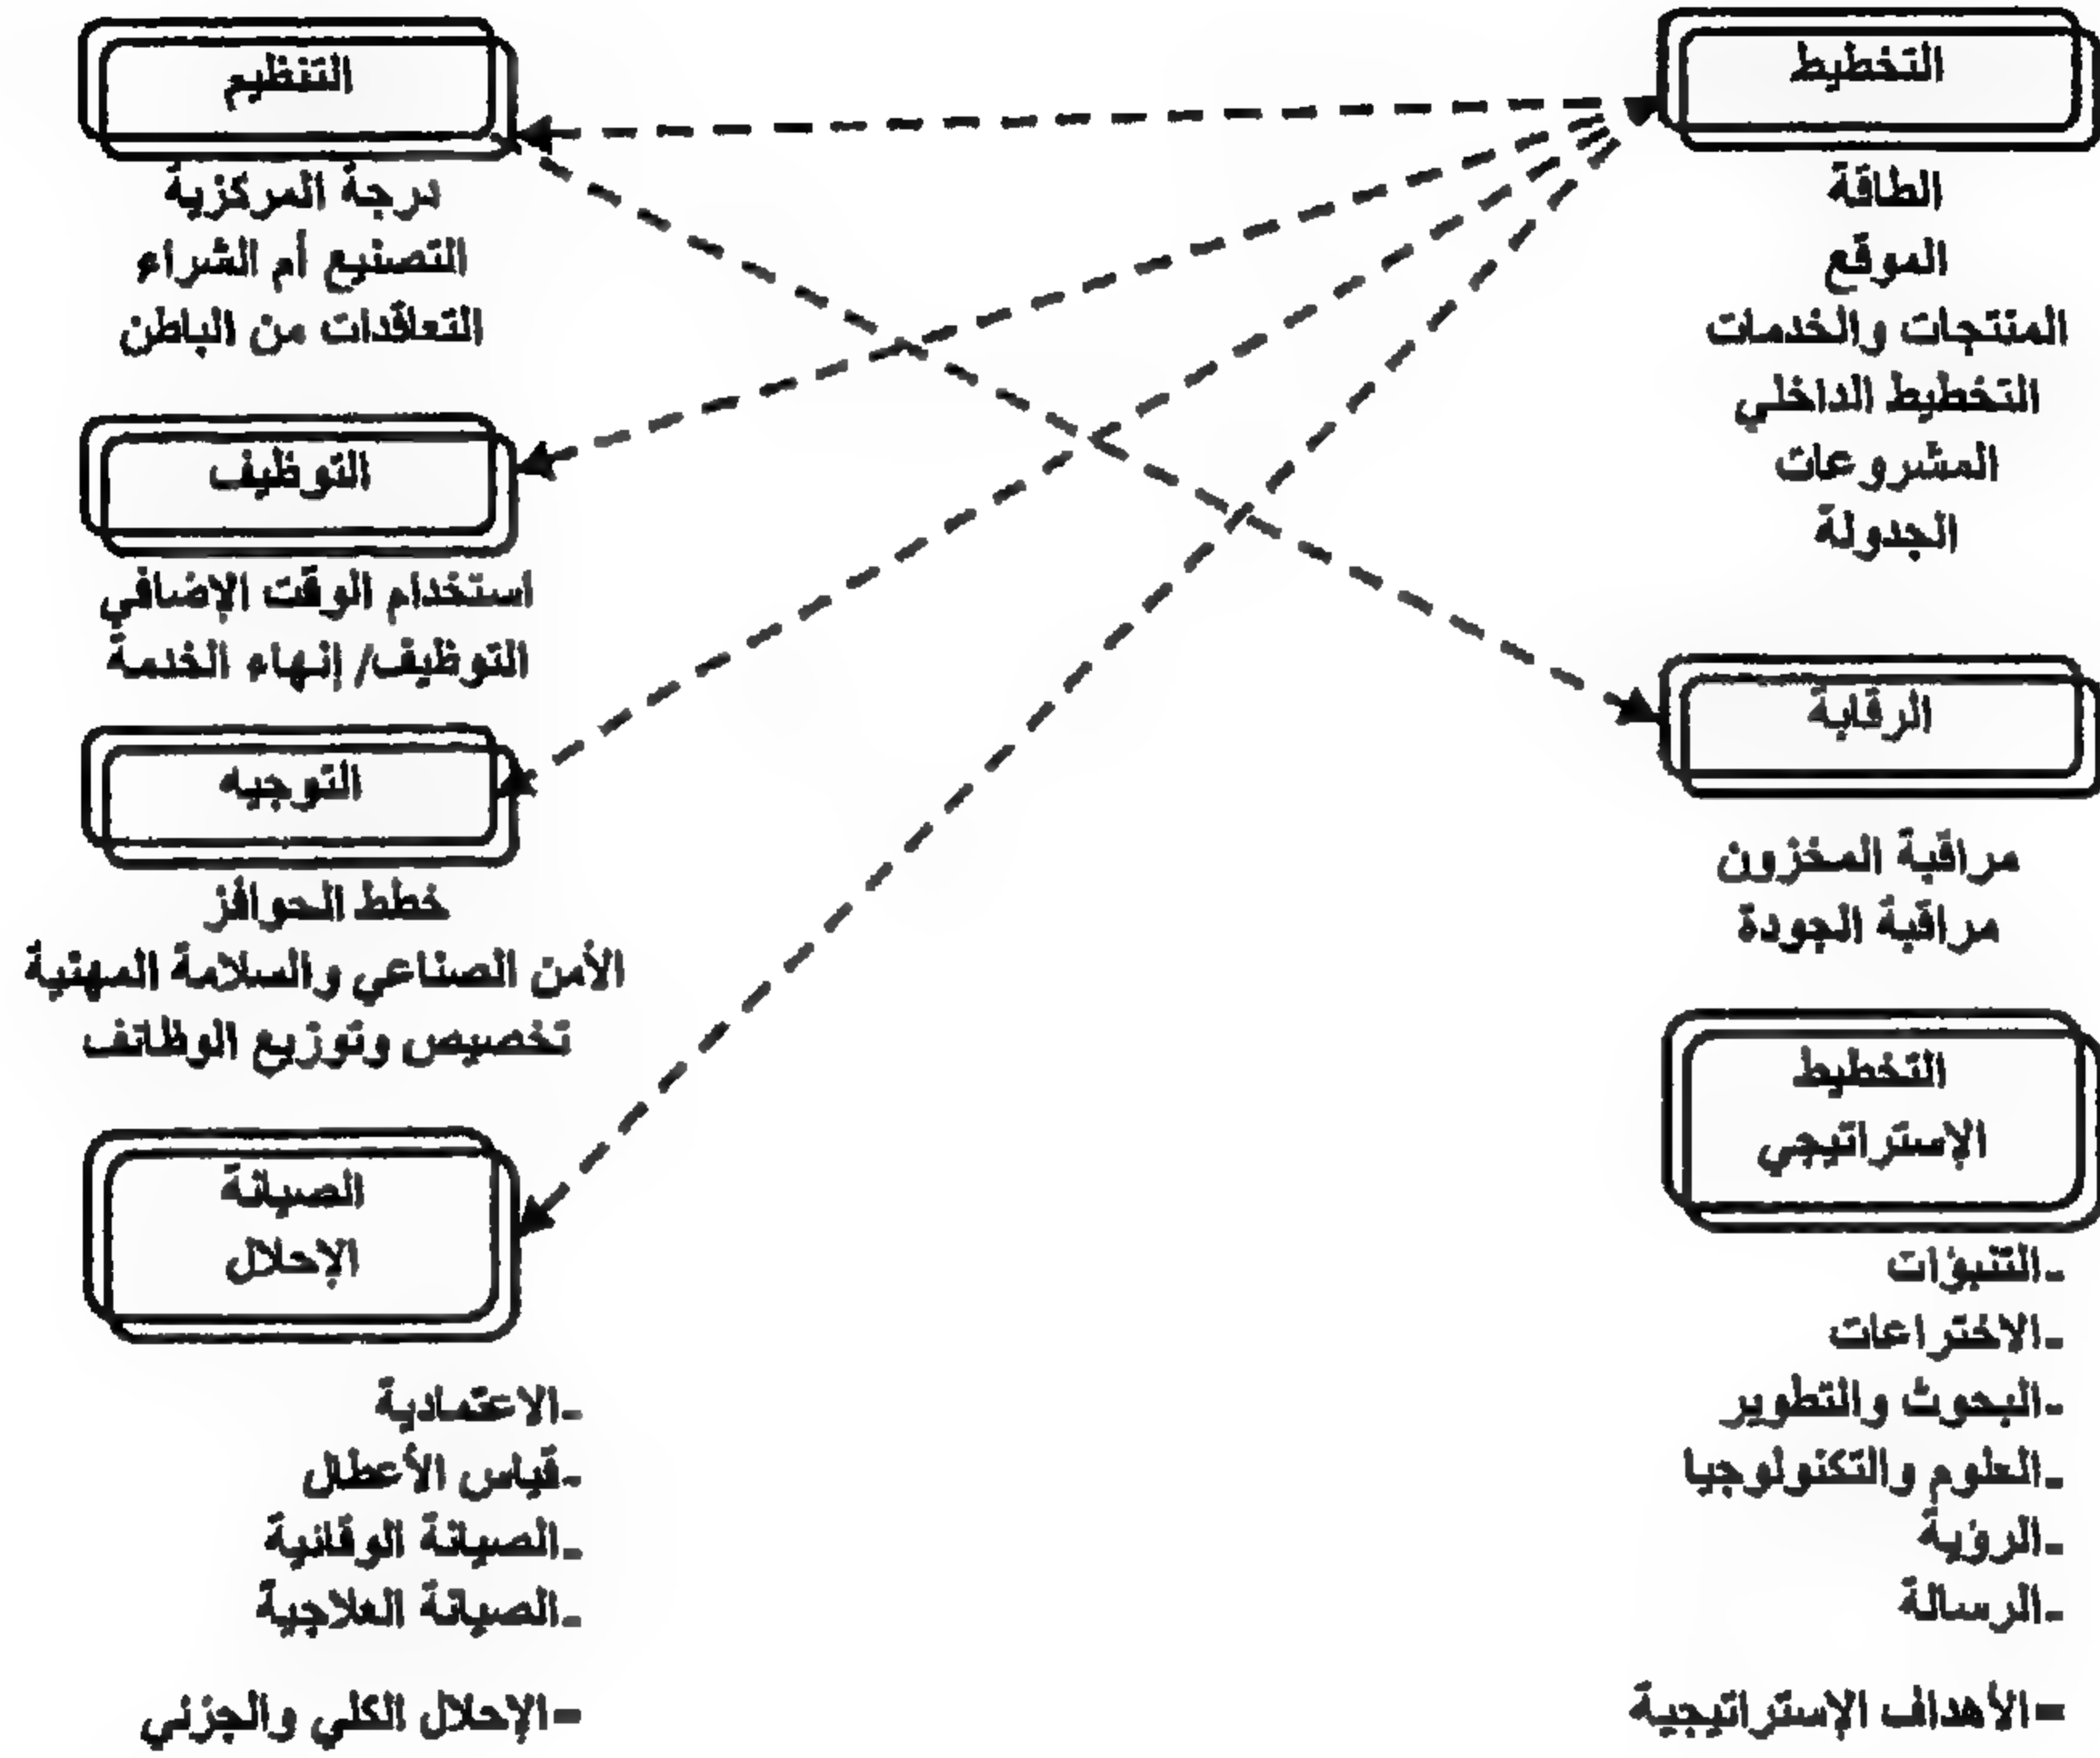 التخطيط
الطاقة
الموقع
المنتجات والخدمات
التخطيط الداخلي
المشروعات
الجدولة
الرقابة
مراقبة المخزون
مراقبة الجودة
التخطيط
الإستراتيجي
-التنبؤات
-الاختراعات
-البحوث والتطوير
-العلوم والتكنولوجيا
-الرؤية
-الرسالة
-الأهداف الإستراتيجية
التنظيم
درجة المركزية
التصنيع أم الشراء
التعاقدات من الباطن
التوظيف
استخدام الوقت الإضافي
التوظيف/ إنهاء الخدمة
التوجيه
خطط الحوافز
الأمن الصناعي والسلامة المهنية
تخصيص وتوزيع الوظائف
الصيانة
الإحلال
-الاعتمادية
-قياس الأعطال
-الصيانة الوقائية
-الصيانة العلاجية
-الإحلال الكلي والجزئي